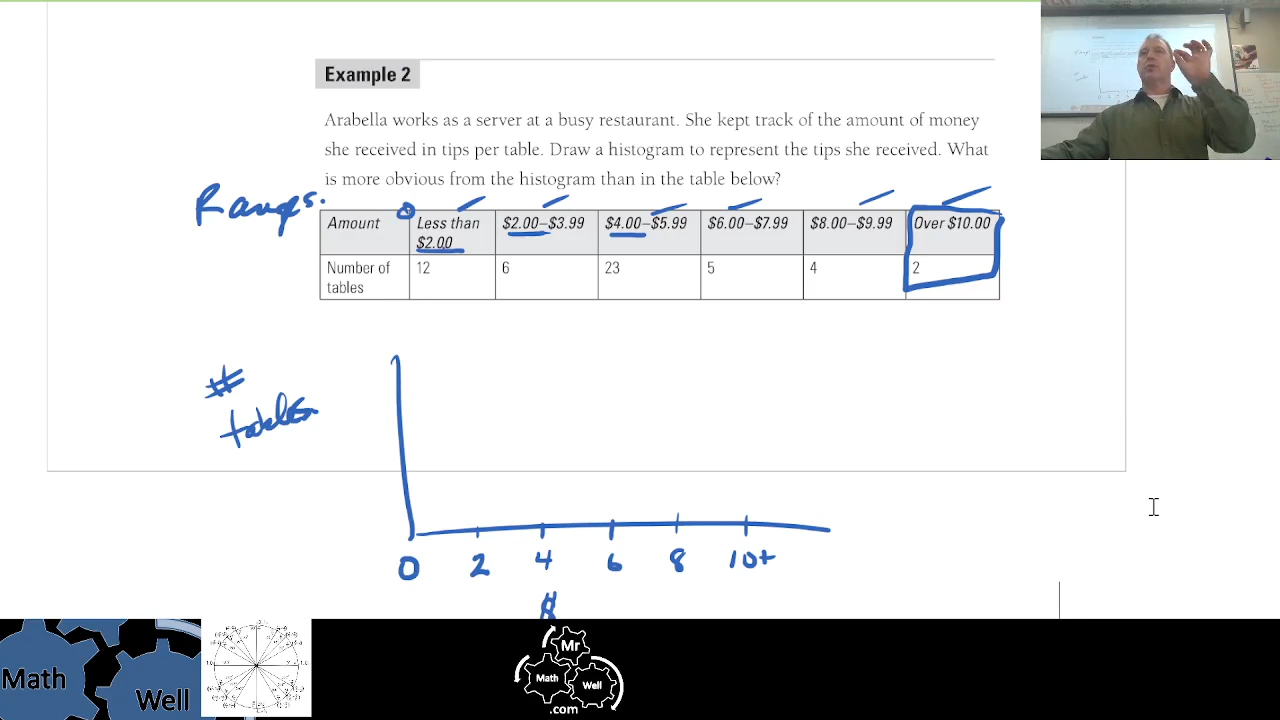 Example 2
Arabella works as a server at a busy restaurant. She kept track of the amount of money
she received in tips per table. Draw a histogram to represent the tips she received. What
is more obvious from the histogram than in the table below?
Ranges.
0
Amount Less than $2.00 $2.00–$3.99 $4.00–$5.99 $6.00–$7.99 $8.00–$9.99 Over $10.00
Number of tables 12 6 23 5 4 2
#
tables
0 2 4 6 8 10+
$
Math
Well
Mr
Math
Well
.com